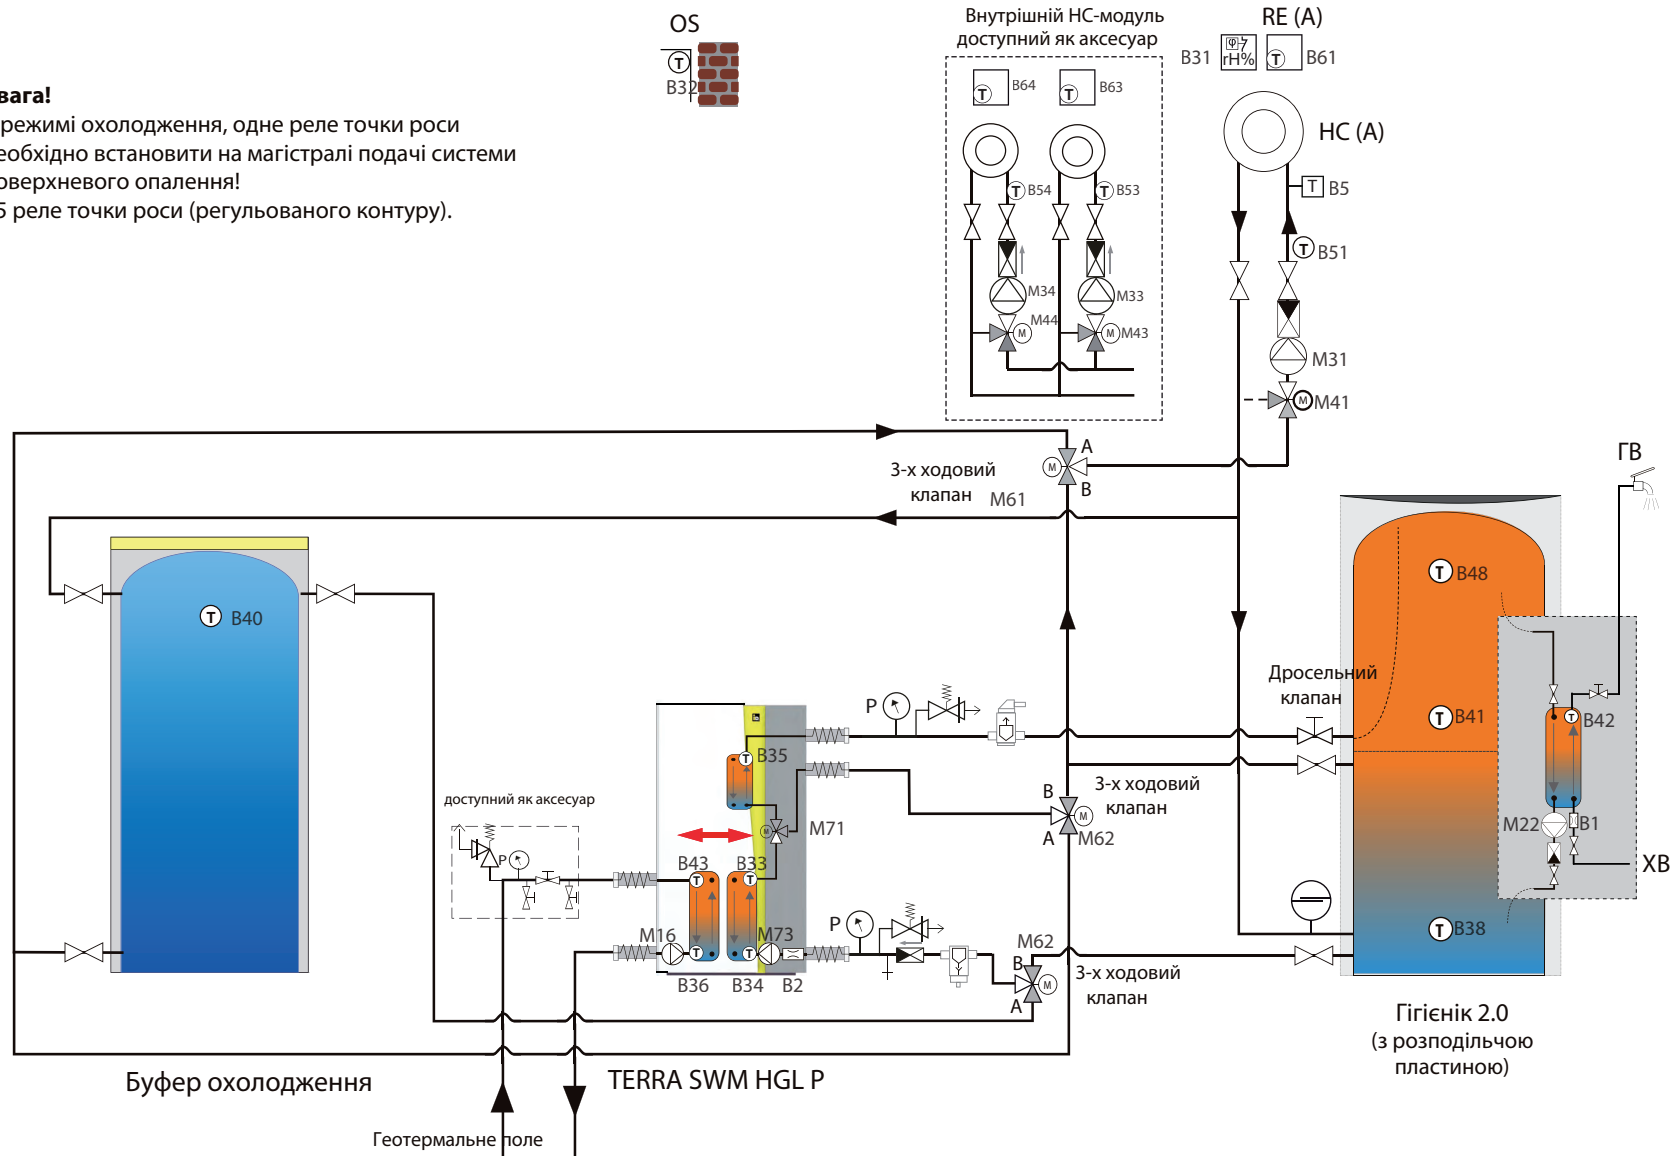 OS
B32
вага!
режимі охолодження, одне реле точки роси
еобхідно встановити на магістралі подачі системи
оверхневого опалення!
5 реле точки роси (регульованого контуру).
Внутрішній НС-модуль
доступний як аксесуар
B64
B63
B54
B53
M34
M33
M44
M43
RE (A)
B31
rH%
B61
HC (A)
B5
B51
M31
M41
A
B
3-х ходовий
клапан
M61
ГВ
B40
B48
Дросельний
клапан
B41
B42
M22
B1
ХВ
B38
P
B35
B
3-х ходовий
клапан
A
M62
M71
доступний як аксесуар
P
B43
B33
M16
M73
B36
B34
B2
P
M62
B
A
3-х ходовий
клапан
Гігієнік 2.0
(з розподільчою
пластиною)
Буфер охолодження
TERRA SWM HGL P
Геотермальне поле